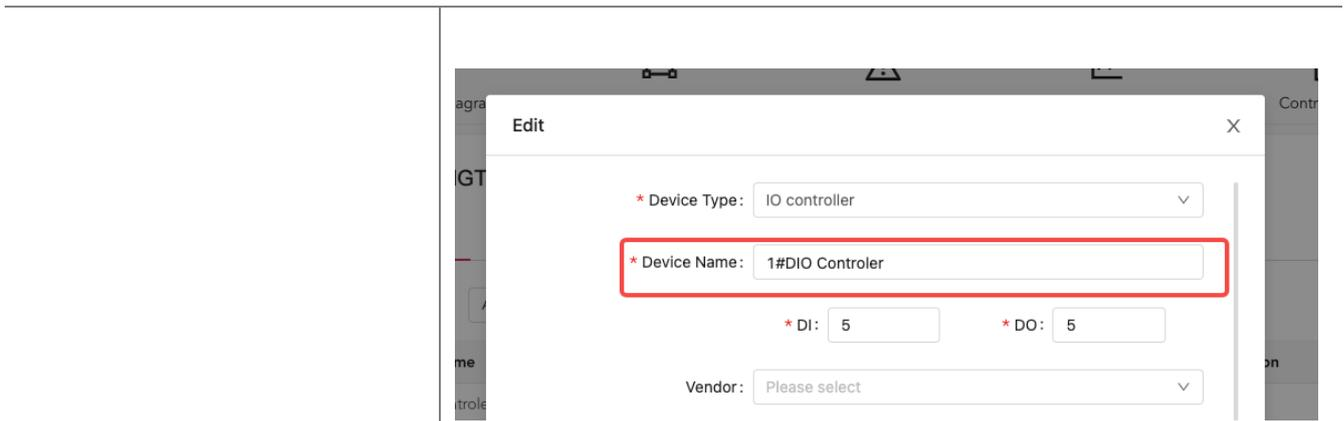 agra
Contr
Edit
X
IGT
* Device Type: IO controller
* Device Name: 1#DIO Controler
* DI: 5 * DO: 5
me
on
Vendor: Please select
ntrole